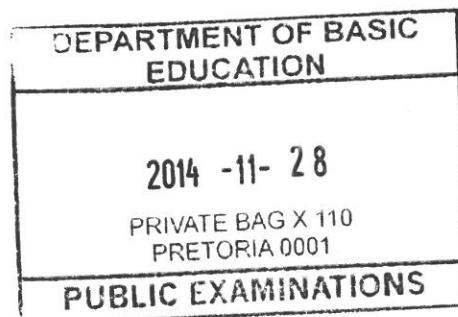 DEPARTMENT OF BASIC
EDUCATION
2014 -11- 28
PRIVATE BAG X 110
PRETORIA 0001
PUBLIC EXAMINATIONS